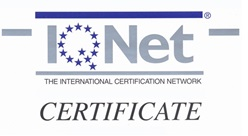 IQNet®
THE INTERNATIONAL CERTIFICATION NETWORK
CERTIFICATE